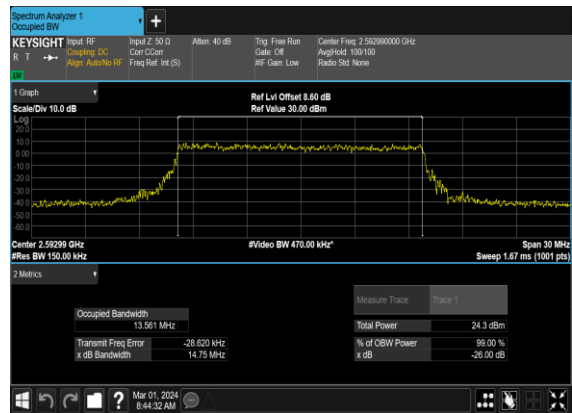 Spectrum Analyzer 1
Occupied BW
KEYSIGHT Input: RF Input Z: 50 Ω Atten: 40 dB Trig: Free Run Center Freq: 2.592990000 GHz
R T Coupling: DC Corr CCorr Gate: Off Avg|Hold: 100/100
Align: Auto/No RF Freq Ref: Int (S) #IF Gain: Low Radio Std: None
LXI
1 Graph Ref Lvl Offset 8.60 dB
Scale/Div 10.0 dB Ref Value 30.00 dBm
Log
20.0
10.0
0.00
-10.0
-20.0
-30.0
-40.0
-50.0
-60.0
Center 2.59299 GHz #Video BW 470.00 kHz* Span 30 MHz
#Res BW 150.00 kHz Sweep 1.67 ms (1001 pts)
2 Metrics
Measure Trace Trace 1
Occupied Bandwidth
13.561 MHz Total Power 24.3 dBm
Transmit Freq Error -28.620 kHz % of OBW Power 99.00 %
x dB Bandwidth 14.75 MHz x dB -26.00 dB
? Mar 01, 2024
8:44:32 AM